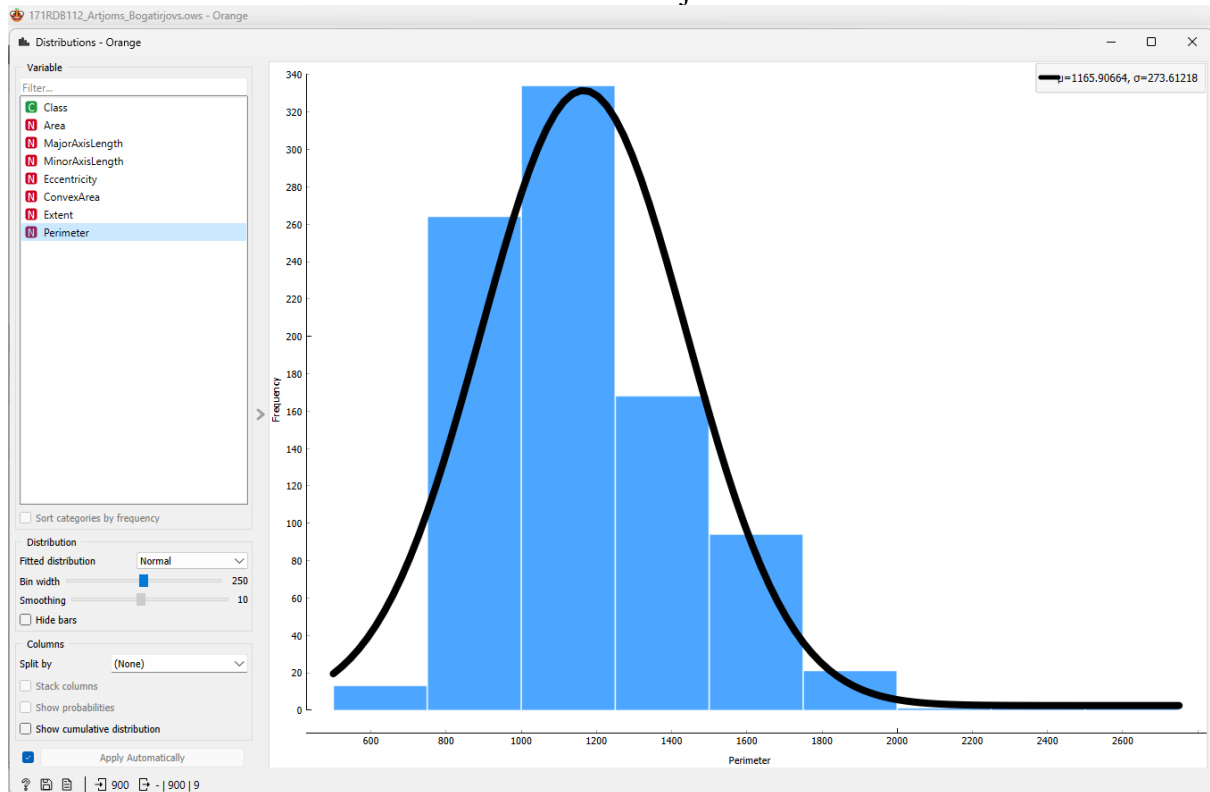 171RDB112_Artjoms_Bogatirjovs.ows - Orange
Distributions - Orange
Variable
Filter...
C Class
N Area
N MajorAxisLength
N MinorAxisLength
N Eccentricity
N ConvexArea
N Extent
N Perimeter
Sort categories by frequency
Distribution
Fitted distribution Normal
Bin width 250
Smoothing 10
Hide bars
Columns
Split by (None)
Stack columns
Show probabilities
Show cumulative distribution
Apply Automatically
? 900 - | 900 | 9
μ=1165.90664, σ=273.61218
340
320
300
280
260
240
220
200
180
160
140
120
100
80
60
40
20
0
Frequency
600 800 1000 1200 1400 1600 1800 2000 2200 2400 2600
Perimeter